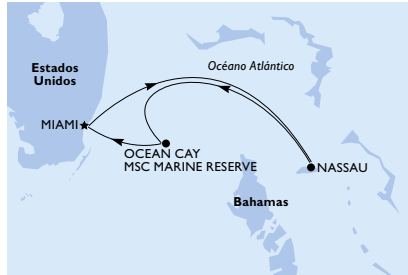 Océano Atlántico
Estados
Unidos
MIAMI
OCEAN CAY
MSC MARINE RESERVE
NASSAU
Bahamas